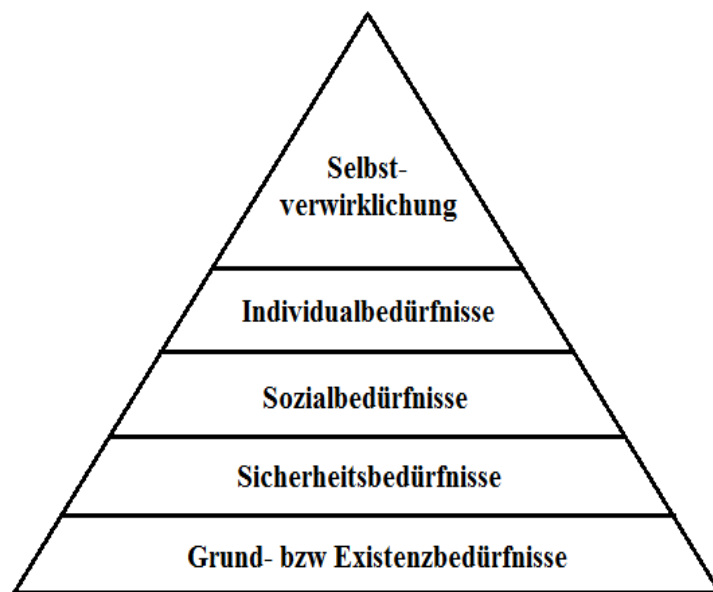 Selbst-
verwirklichung
Individualbedürfnisse
Sozialbedürfnisse
Sicherheitsbedürfnisse
Grund- bzw Existenzbedürfnisse